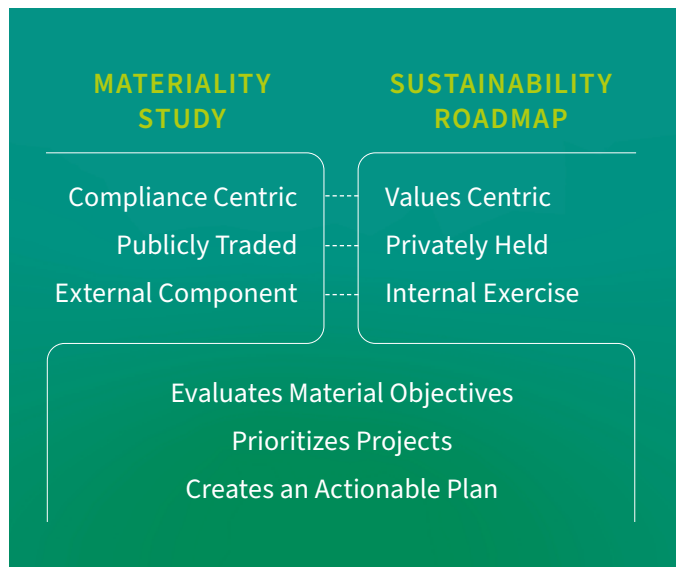 MATERIALITY
STUDY
SUSTAINABILITY
ROADMAP
Compliance Centric
Values Centric
Publicly Traded
Privately Held
External Component
Internal Exercise
Evaluates Material Objectives
Prioritizes Projects
Creates an Actionable Plan